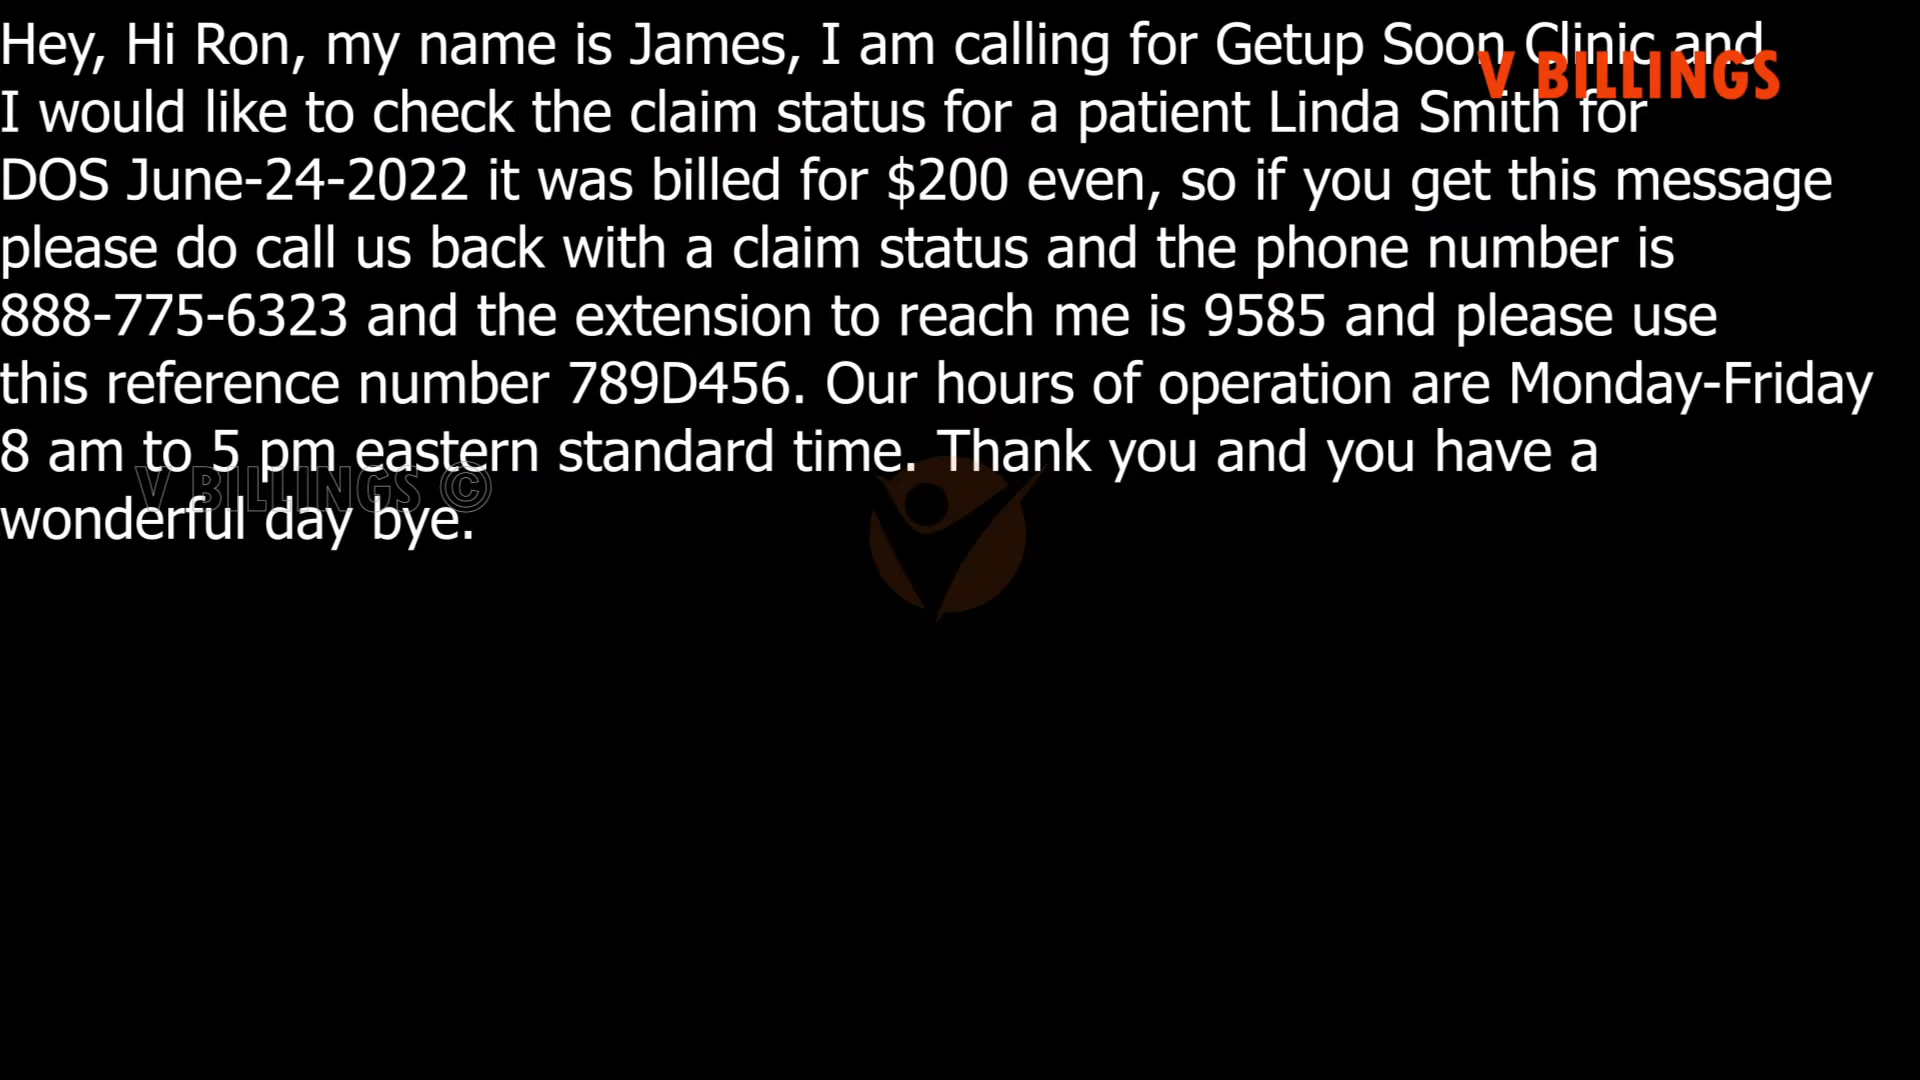 Hey, Hi Ron, my name is James, I am calling for Getup Soon Clinic and
V BILLINGS
I would like to check the claim status for a patient Linda Smith for
DOS June-24-2022 it was billed for $200 even, so if you get this message
please do call us back with a claim status and the phone number is
888-775-6323 and the extension to reach me is 9585 and please use
this reference number 789D456. Our hours of operation are Monday-Friday
8 am to 5 pm eastern standard time. Thank you and you have a
V BILLINGS ©
wonderful day bye.